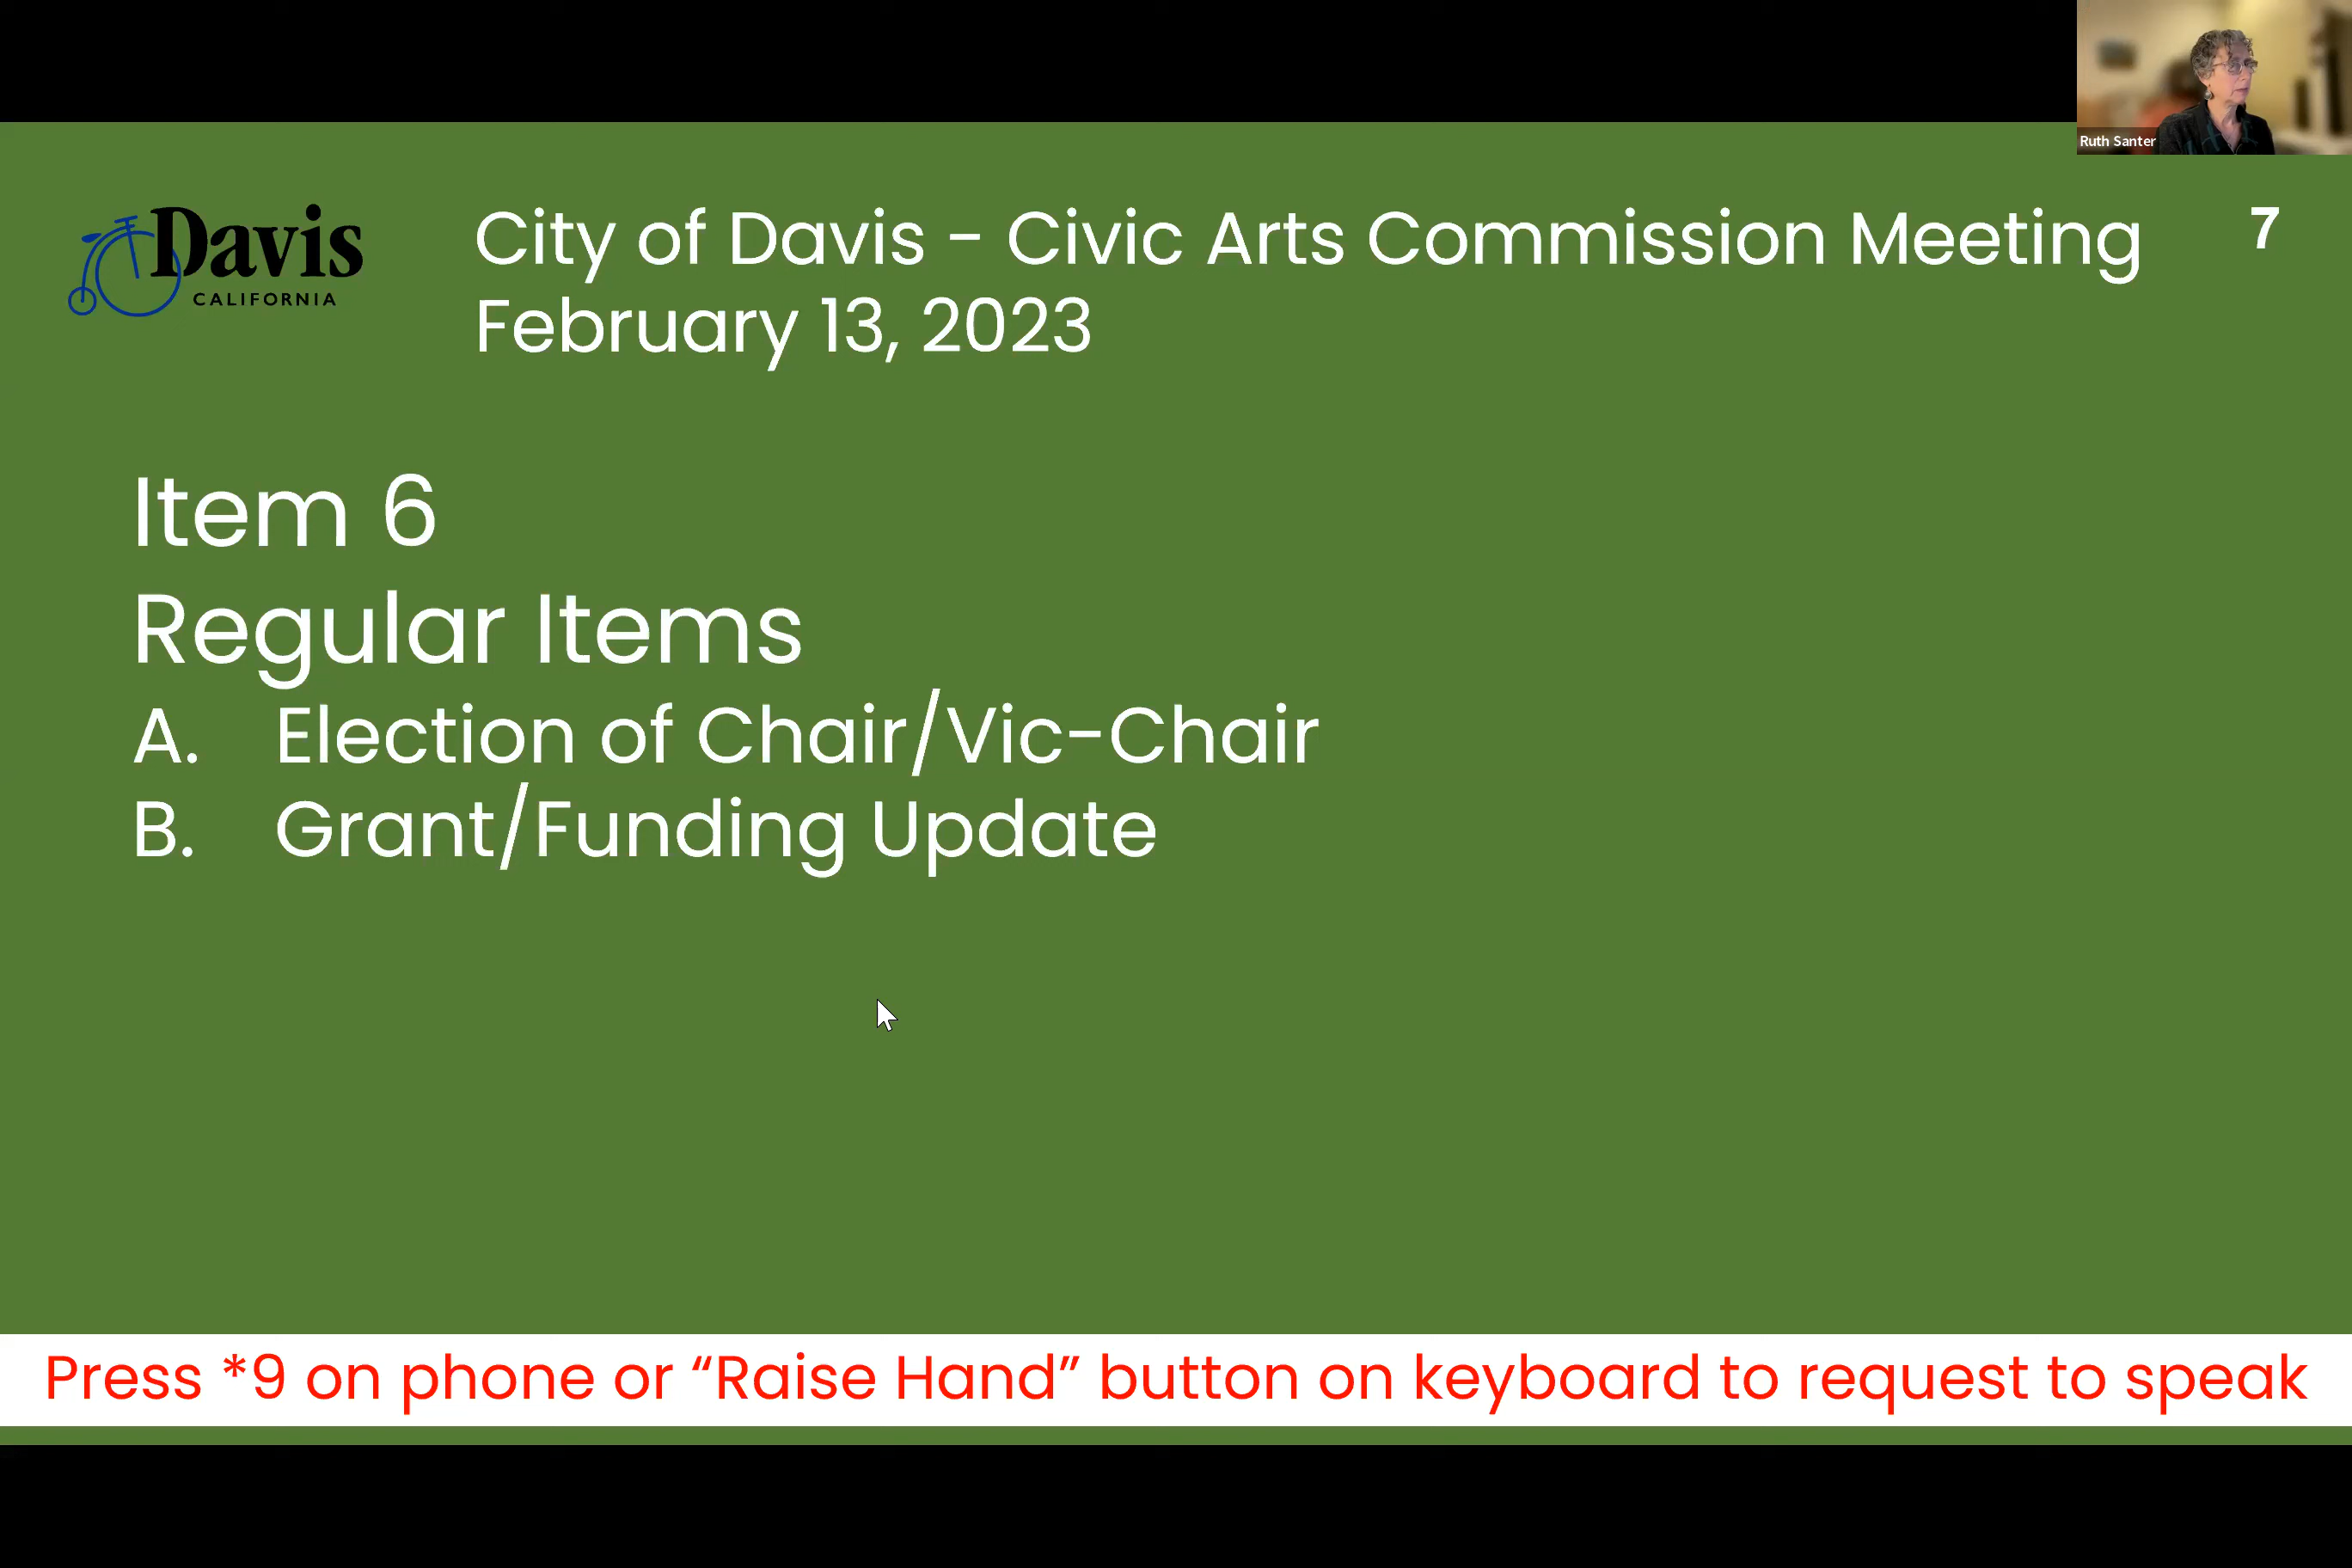 Ruth Santer
Davis
CALIFORNIA
City of Davis - Civic Arts Commission Meeting
February 13, 2023
7
Item 6
Regular Items
A. Election of Chair/Vic-Chair
B. Grant/Funding Update
Press *9 on phone or “Raise Hand” button on keyboard to request to speak